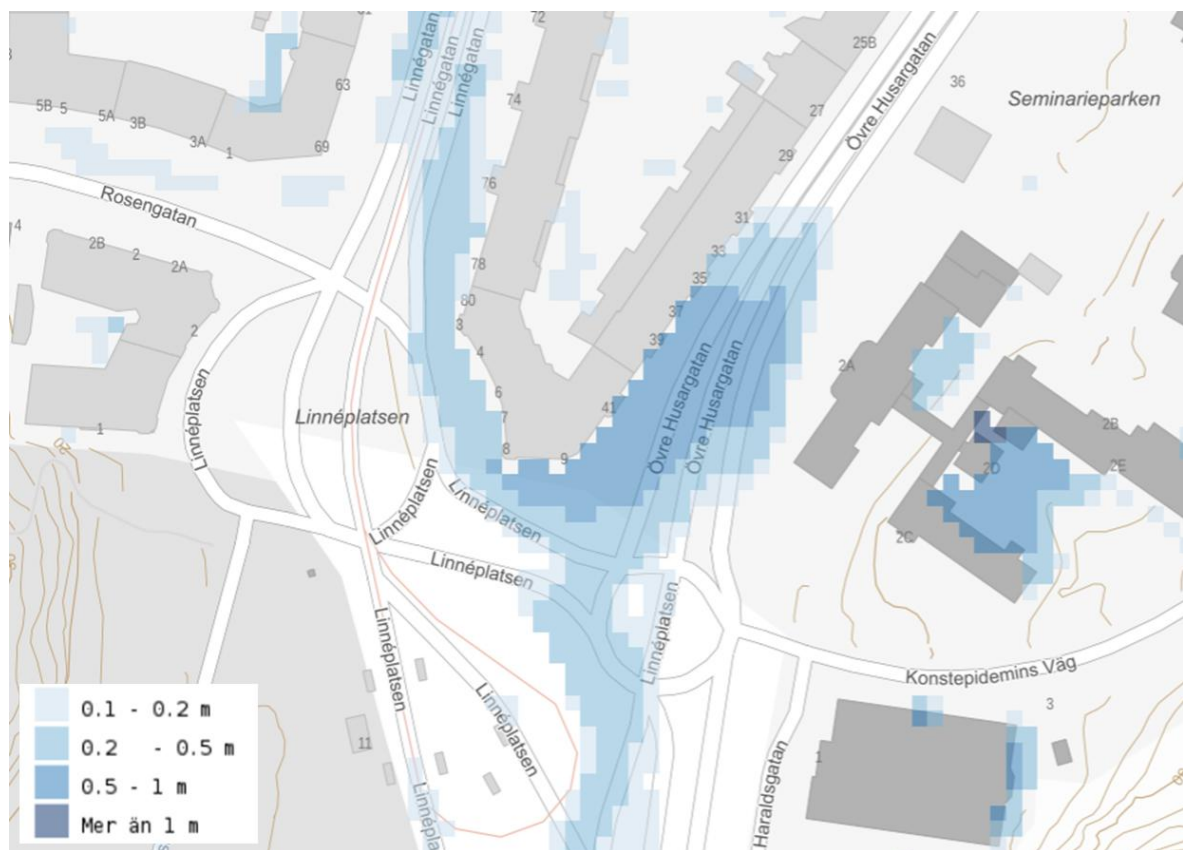 72
51
25B
Linnégatan
Linnégatan
Linnégatan
Övre Husargatan
36
Seminarieparken
63
74
27
5B
5
5A
3B
3A
1
69
29
Rosengatan
76
31
4
2B
2
2A
78
33
35
80
37
3
39
4
2
2A
6
41
7
8
9
Linnéplatsen
Linnéplatsen
1
20
Övre Husargatan
Övre Husargatan
2B
2D
2E
2C
Linnéplatsen
Linnéplatsen
Linnéplatsen
Linnéplatsen
Linnéplatsen
Linnéplatsen
Konstepidemins Väg
3
11
1
Haraldsgatan
Linnépla
0.1 - 0.2 m
0.2 - 0.5 m
0.5 - 1 m
Mer än 1 m